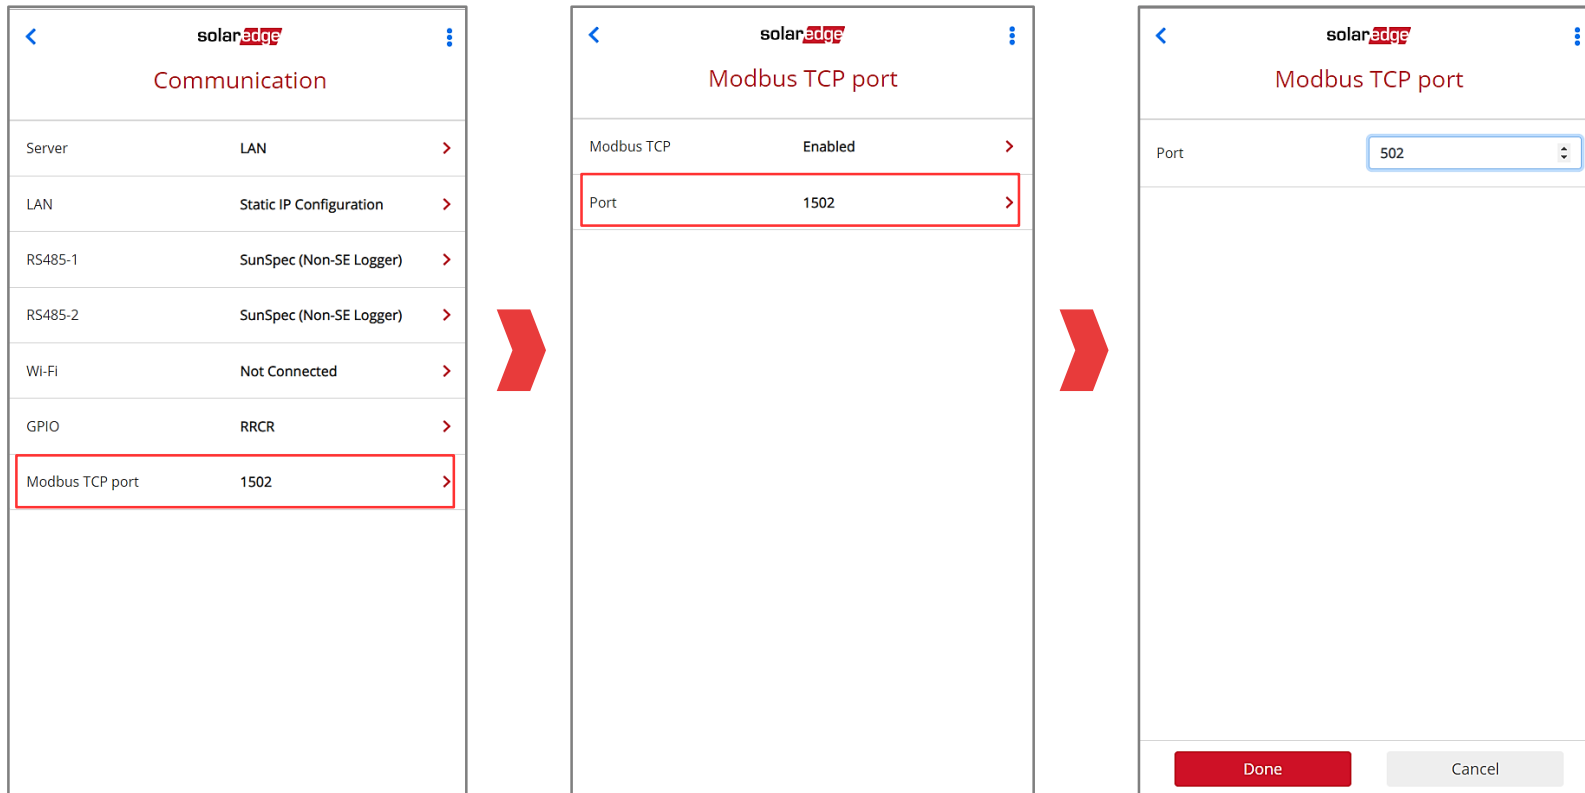 solaredge
Communication
Server LAN
LAN Static IP Configuration
RS485-1 SunSpec (Non-SE Logger)
RS485-2 SunSpec (Non-SE Logger)
Wi-Fi Not Connected
GPIO RRCR
Modbus TCP port 1502
solaredge
Modbus TCP port
Modbus TCP Enabled
Port 1502
solaredge
Modbus TCP port
Port 502
Done Cancel